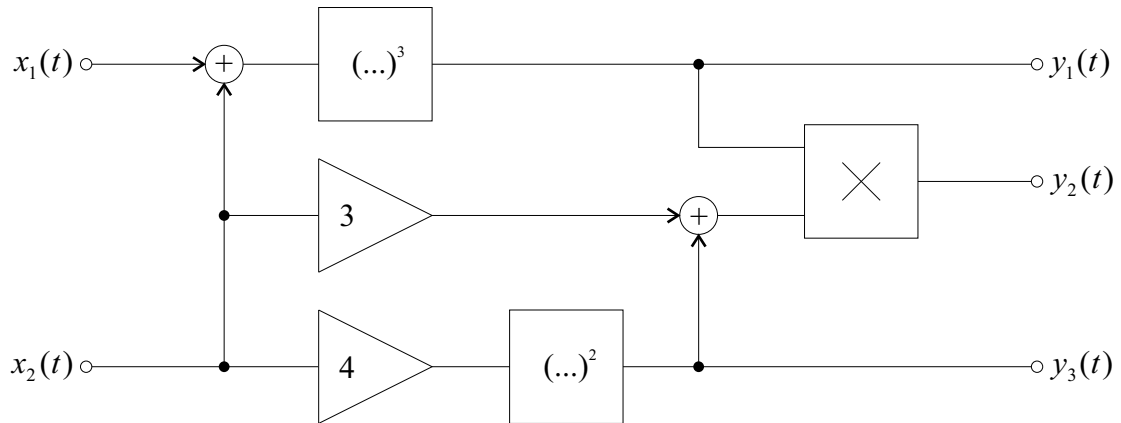 x₁(t) + (...)³ y₁(t)
× y₂(t)
3 +
x₂(t) 4 (...)² y₃(t)